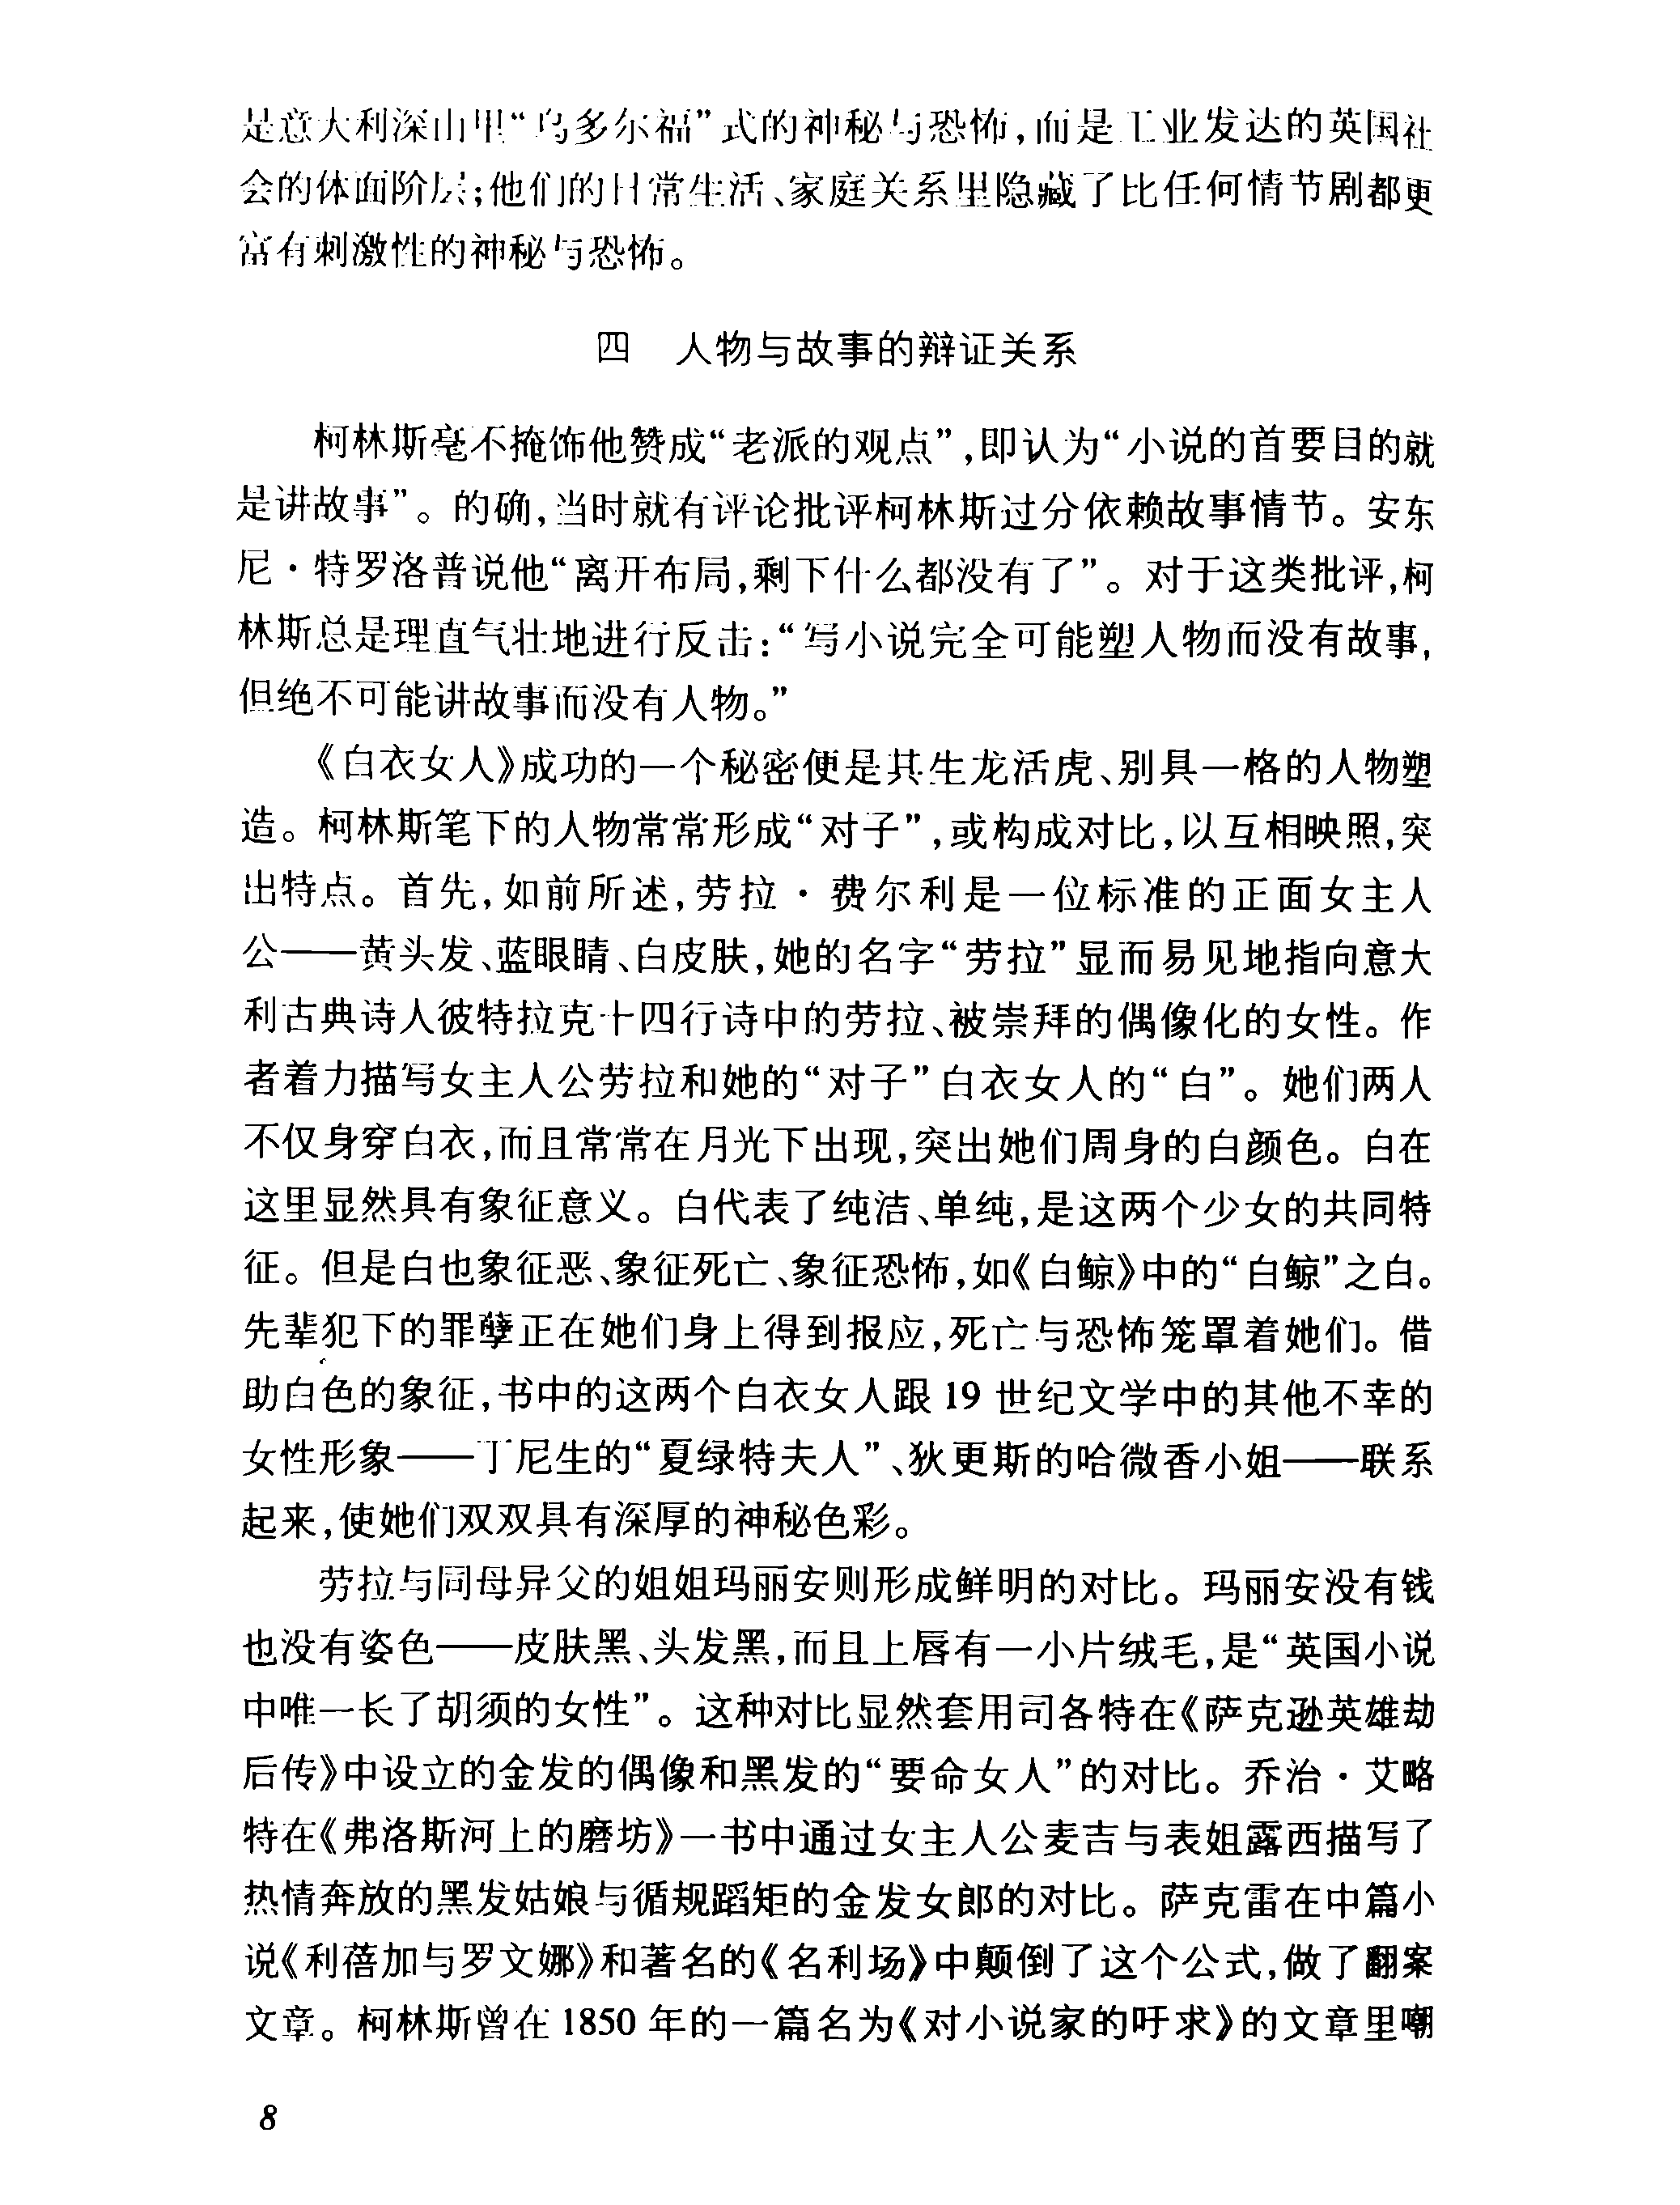 是意大利深山里“乌多尔福”式的神秘与恐怖，而是工业发达的英国社
会的体面阶层；他们的日常生活、家庭关系里隐藏了比任何情节剧都更
富有刺激性的神秘与恐怖。
四　人物与故事的辩证关系
柯林斯毫不掩饰他赞成“老派的观点”，即认为“小说的首要目的就
是讲故事”。的确，当时就有评论批评柯林斯过分依赖故事情节。安东
尼·特罗洛普说他“离开布局，剩下什么都没有了”。对于这类批评，柯
林斯总是理直气壮地进行反击：“写小说完全可能塑人物而没有故事，
但绝不可能讲故事而没有人物。”
《白衣女人》成功的一个秘密便是其生龙活虎、别具一格的人物塑
造。柯林斯笔下的人物常常形成“对子”，或构成对比，以互相映照，突
出特点。首先，如前所述，劳拉·费尔利是一位标准的正面女主人
公——黄头发、蓝眼睛、白皮肤，她的名字“劳拉”显而易见地指向意大
利古典诗人彼特拉克十四行诗中的劳拉、被崇拜的偶像化的女性。作
者着力描写女主人公劳拉和她的“对子”白衣女人的“白”。她们两人
不仅身穿白衣，而且常常在月光下出现，突出她们周身的白颜色。白在
这里显然具有象征意义。白代表了纯洁、单纯，是这两个少女的共同特
征。但是白也象征恶、象征死亡、象征恐怖，如《白鲸》中的“白鲸”之白。
先辈犯下的罪孽正在她们身上得到报应，死亡与恐怖笼罩着她们。借
助白色的象征，书中的这两个白衣女人跟 19 世纪文学中的其他不幸的
女性形象——丁尼生的“夏绿特夫人”、狄更斯的哈微香小姐——联系
起来，使她们双双具有深厚的神秘色彩。
劳拉与同母异父的姐姐玛丽安则形成鲜明的对比。玛丽安没有钱
也没有姿色——皮肤黑、头发黑，而且上唇有一小片绒毛，是“英国小说
中唯一长了胡须的女性”。这种对比显然套用司各特在《萨克逊英雄劫
后传》中设立的金发的偶像和黑发的“要命女人”的对比。乔治·艾略
特在《弗洛斯河上的磨坊》一书中通过女主人公麦吉与表姐露西描写了
热情奔放的黑发姑娘与循规蹈矩的金发女郎的对比。萨克雷在中篇小
说《利蓓加与罗文娜》和著名的《名利场》中颠倒了这个公式，做了翻案
文章。柯林斯曾在 1850 年的一篇名为《对小说家的吁求》的文章里嘲
8